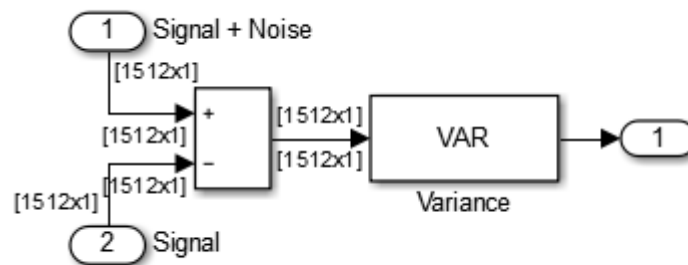 1 Signal + Noise
[1512x1]
+
[1512x1]
[1512x1]
VAR
1
[1512x1]
−
[1512x1]
[1512x1]
Variance
2 Signal